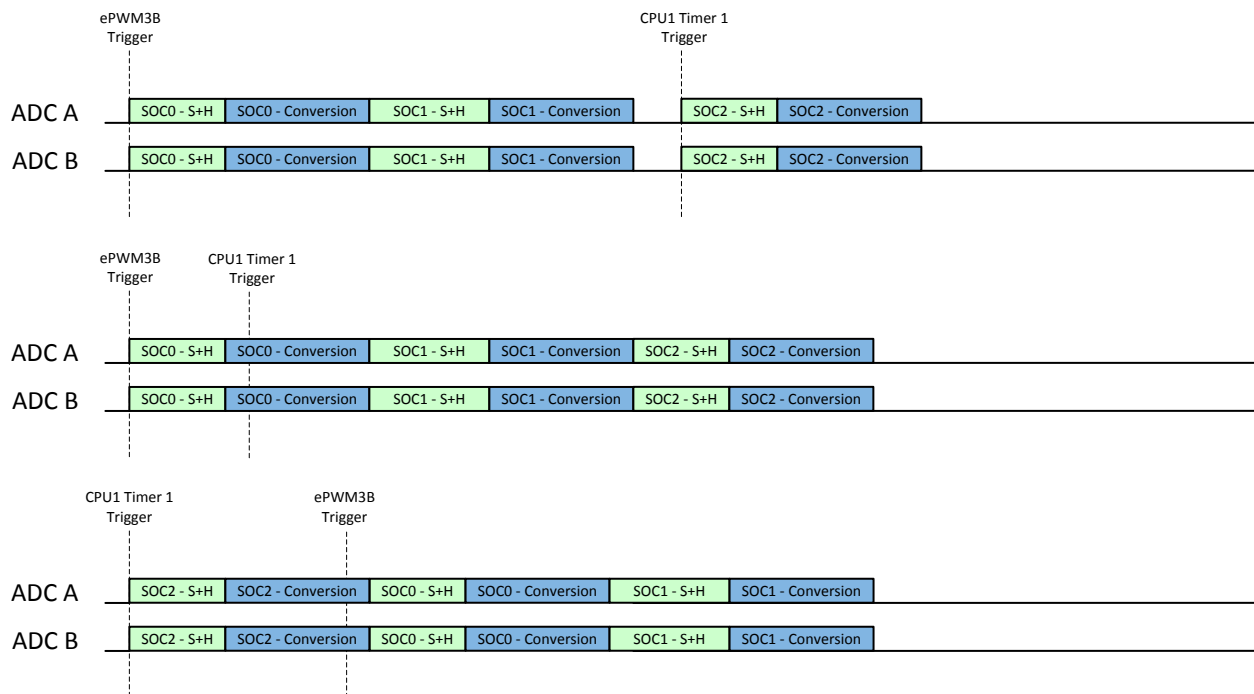 ePWM3B
Trigger
CPU1 Timer 1
Trigger
ADC A
SOC0 - S+H
SOC0 - Conversion
SOC1 - S+H
SOC1 - Conversion
SOC2 - S+H
SOC2 - Conversion
ADC B
SOC0 - S+H
SOC0 - Conversion
SOC1 - S+H
SOC1 - Conversion
SOC2 - S+H
SOC2 - Conversion
ePWM3B
Trigger
CPU1 Timer 1
Trigger
ADC A
SOC0 - S+H
SOC0 - Conversion
SOC1 - S+H
SOC1 - Conversion
SOC2 - S+H
SOC2 - Conversion
ADC B
SOC0 - S+H
SOC0 - Conversion
SOC1 - S+H
SOC1 - Conversion
SOC2 - S+H
SOC2 - Conversion
CPU1 Timer 1
Trigger
ePWM3B
Trigger
ADC A
SOC2 - S+H
SOC2 - Conversion
SOC0 - S+H
SOC0 - Conversion
SOC1 - S+H
SOC1 - Conversion
ADC B
SOC2 - S+H
SOC2 - Conversion
SOC0 - S+H
SOC0 - Conversion
SOC1 - S+H
SOC1 - Conversion